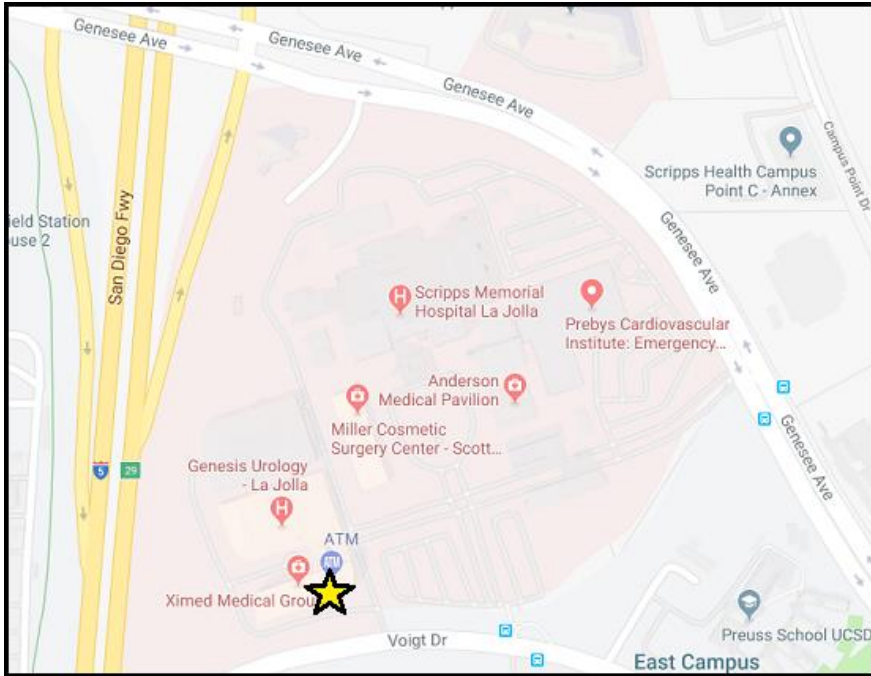 Genesee Ave
Genesee Ave
Genesee Ave
Campus Point Dr
Scripps Health Campus
Point C - Annex
ield Station
use 2
San Diego Fwy
Genesee Ave
Scripps Memorial
Hospital La Jolla
Prebys Cardiovascular
Institute: Emergency...
Anderson
Medical Pavilion
Miller Cosmetic
Surgery Center - Scott...
Genesee Ave
5
29
Genesis Urology
- La Jolla
ATM
ATM
Ximed Medical Grou
Voigt Dr
Preuss School UCSD
East Campus